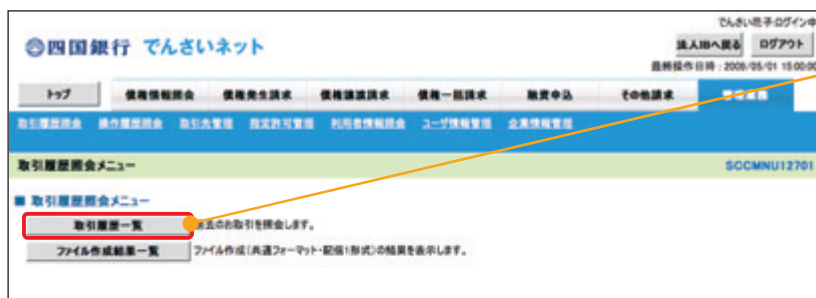 でんさい花子:ログイン中
四国銀行 でんさいネット
法人IBへ戻る ログアウト
最終操作日時:2009/05/01 15:00:00
トップ 債権情報照会 債権発生請求 債権譲渡請求 債権一括請求 融資申込 その他請求 管理業務
取引履歴照会 操作履歴照会 取引先管理 指定許可管理 利用者情報照会 ユーザ情報管理 企業情報管理
取引履歴照会メニュー SCCMNU12701
■ 取引履歴照会メニュー
取引履歴一覧 過去のお取引を照会します。
ファイル作成結果一覧 ファイル作成(共通フォーマット・配信1形式)の結果を表示します。